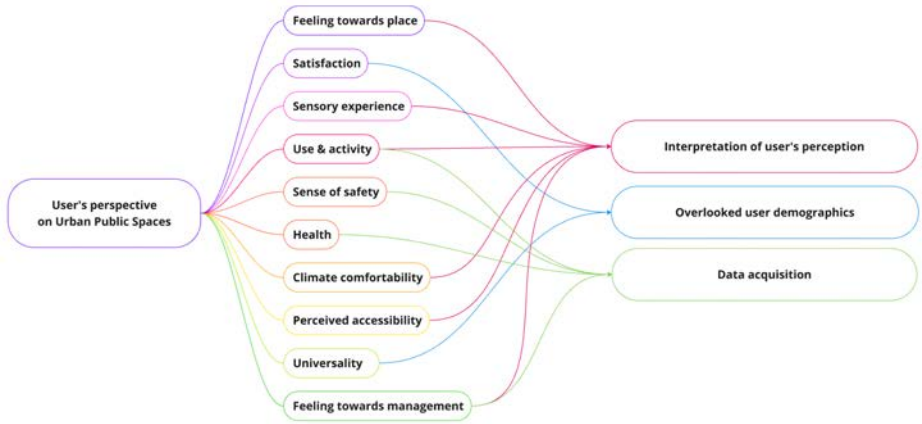 User's perspective
on Urban Public Spaces
Feeling towards place
Satisfaction
Sensory experience
Use & activity
Sense of safety
Health
Climate comfortability
Perceived accessibility
Universality
Feeling towards management
Interpretation of user's perception
Overlooked user demographics
Data acquisition